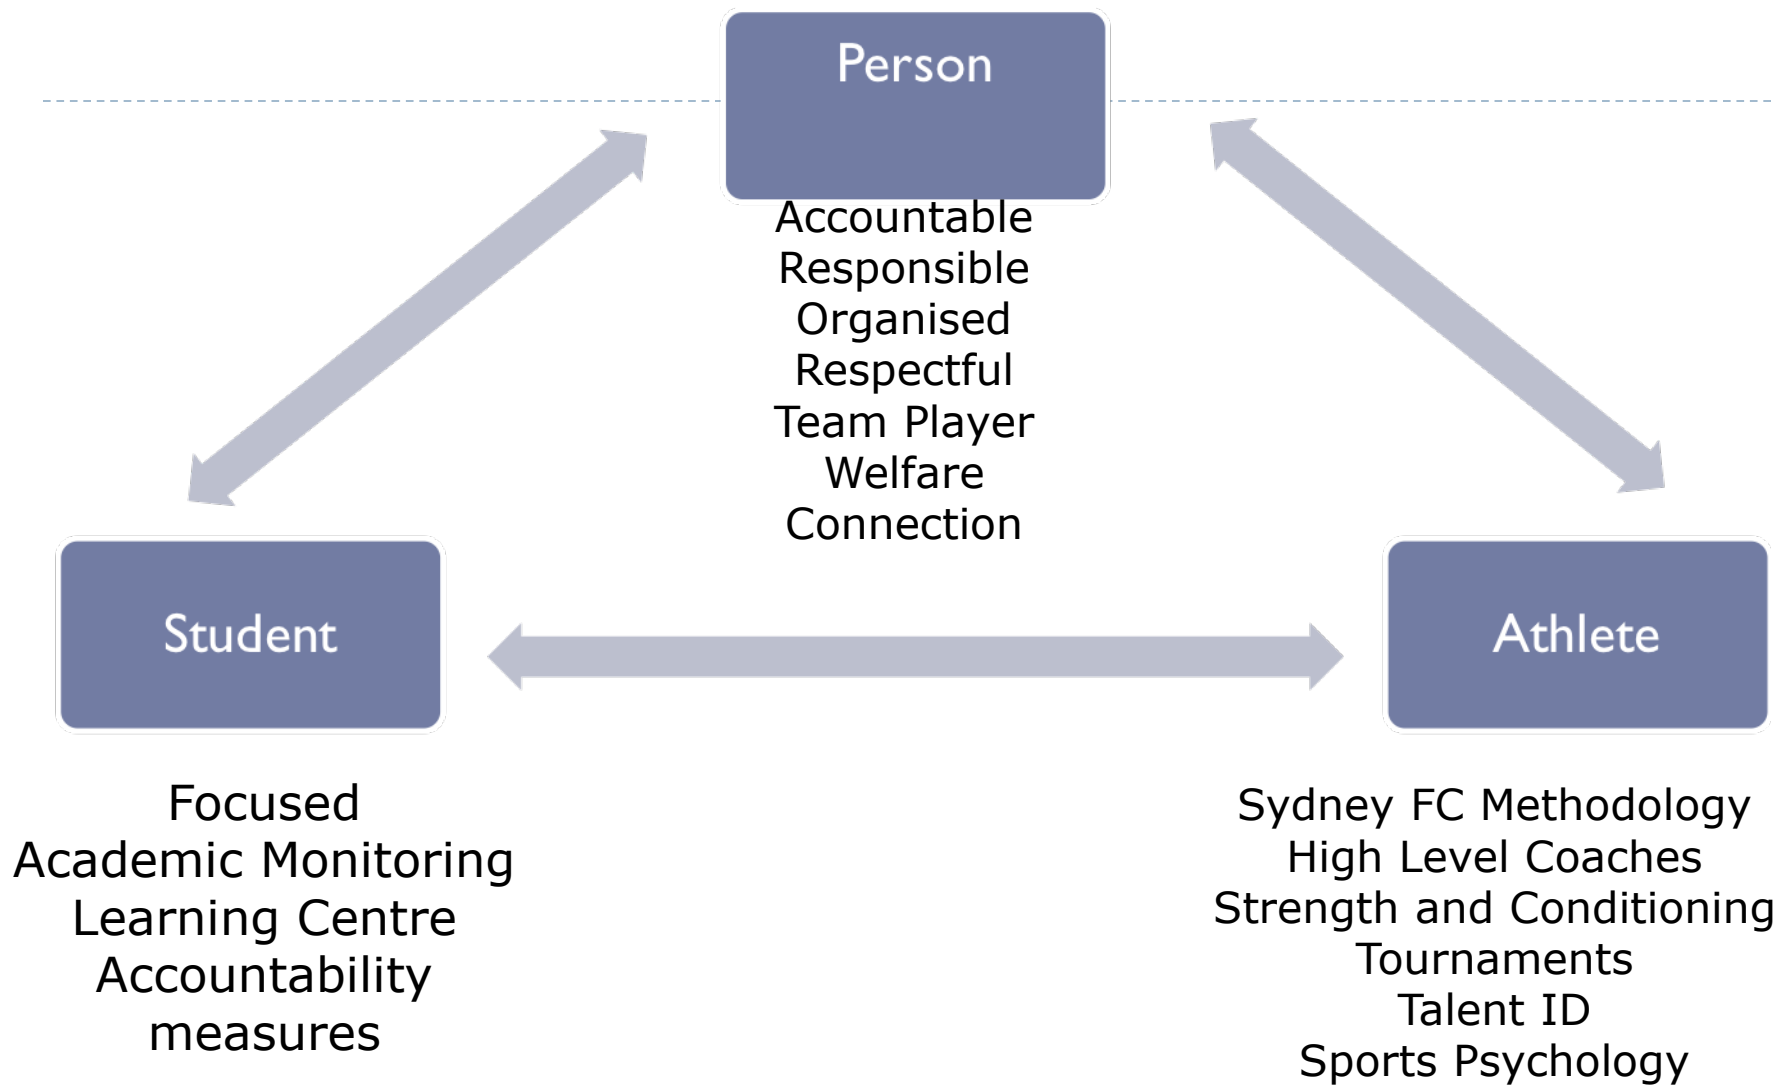 Person
Accountable
Responsible
Organised
Respectful
Team Player
Welfare
Connection
Student
Athlete
Focused
Academic Monitoring
Learning Centre
Accountability
measures
Sydney FC Methodology
High Level Coaches
Strength and Conditioning
Tournaments
Talent ID
Sports Psychology